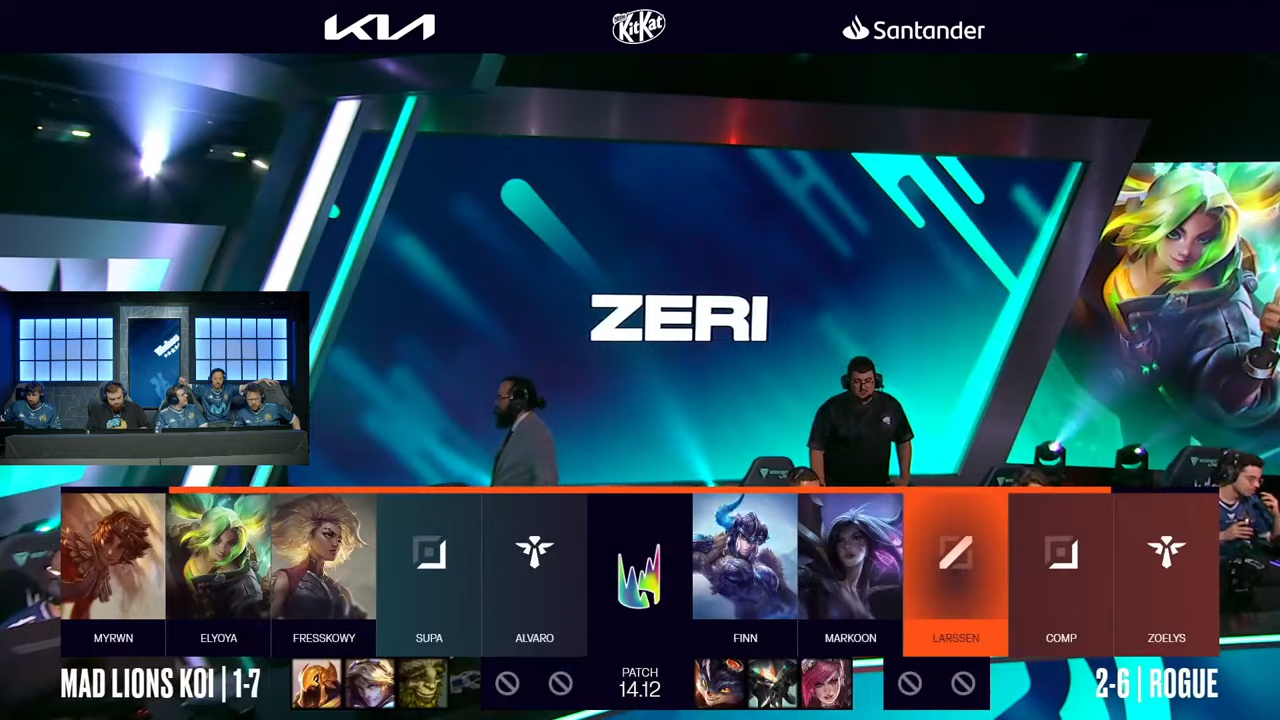 KIA
Nestlé KitKat
Santander
ZERI
MYRWN
ELYOYA
FRESSKOWY
SUPA
ALVARO
FINN
MARKOON
LARSSEN
COMP
ZOELYS
MAD LIONS KOI | 1-7
PATCH
14.12
2-6 | ROGUE